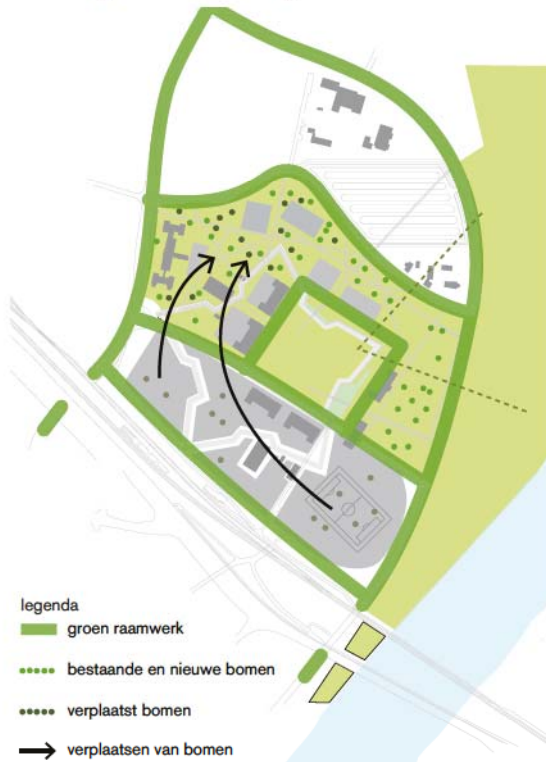 legenda
groen raamwerk
bestaande en nieuwe bomen
verplaatst bomen
verplaatsen van bomen